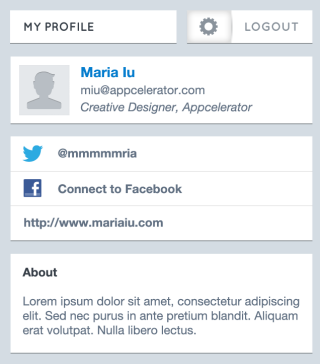 MY PROFILE
LOGOUT
Maria Iu
miu@appcelerator.com
Creative Designer, Appcelerator
@mmmmmria
Connect to Facebook
http://www.mariaiu.com
About
Lorem ipsum dolor sit amet, consectetur adipiscing
elit. Sed nec purus in ante pretium blandit. Aliquam
erat volutpat. Nulla libero lectus.